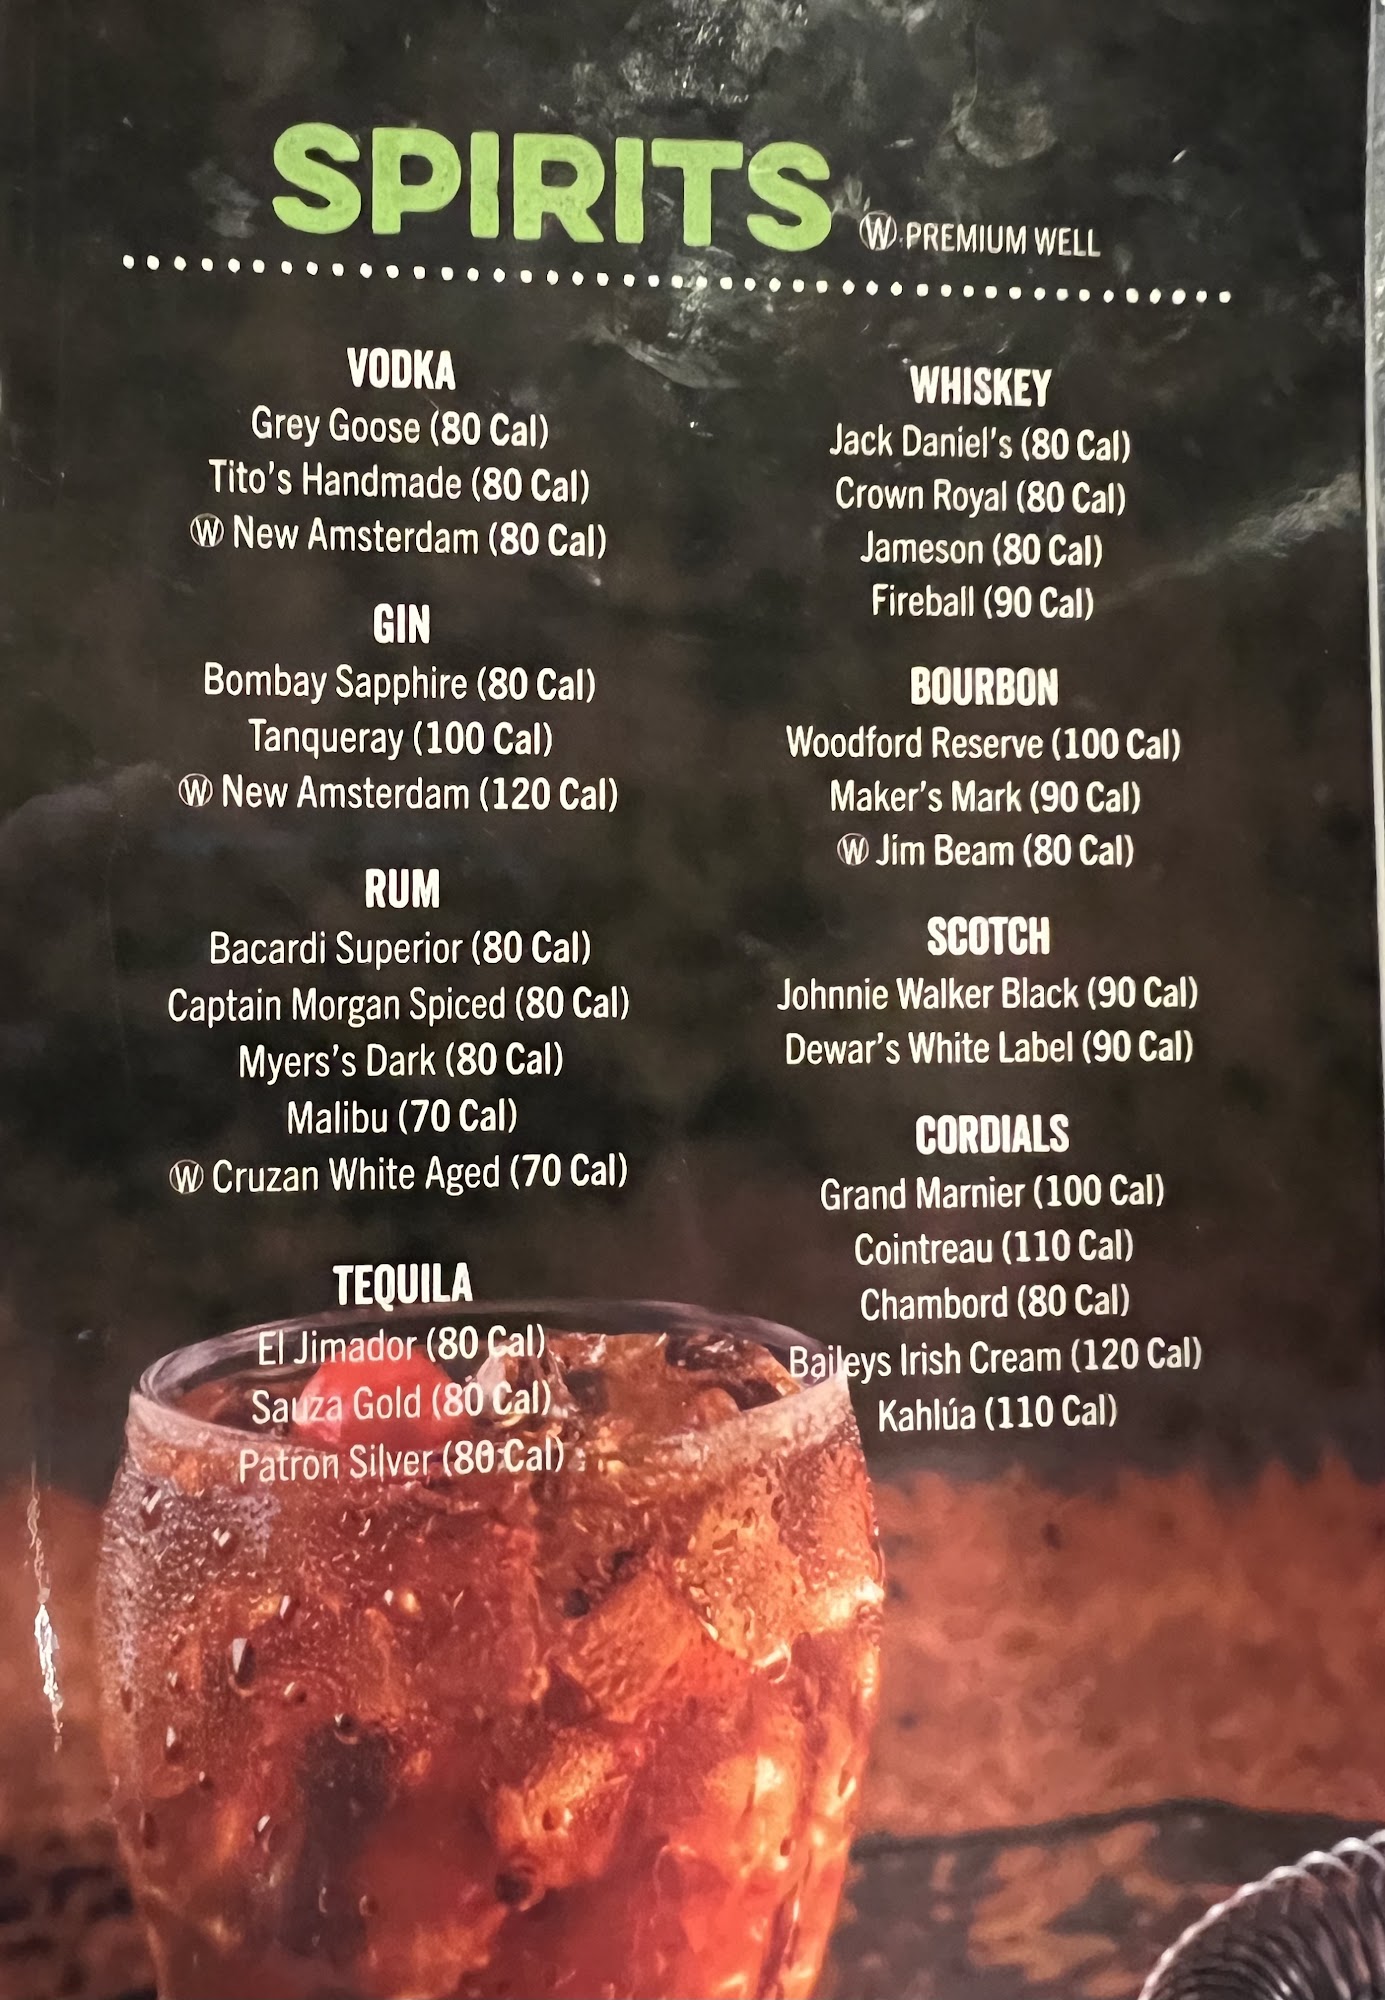 SPIRITS
Ⓦ PREMIUM WELL
VODKA
Grey Goose (80 Cal)
Tito's Handmade (80 Cal)
Ⓦ New Amsterdam (80 Cal)
GIN
Bombay Sapphire (80 Cal)
Tanqueray (100 Cal)
Ⓦ New Amsterdam (120 Cal)
RUM
Bacardi Superior (80 Cal)
Captain Morgan Spiced (80 Cal)
Myers's Dark (80 Cal)
Malibu (70 Cal)
Ⓦ Cruzan White Aged (70 Cal)
TEQUILA
El Jimador (80 Cal)
Sauza Gold (80 Cal)
Patron Silver (80 Cal)
WHISKEY
Jack Daniel's (80 Cal)
Crown Royal (80 Cal)
Jameson (80 Cal)
Fireball (90 Cal)
BOURBON
Woodford Reserve (100 Cal)
Maker's Mark (90 Cal)
Ⓦ Jim Beam (80 Cal)
SCOTCH
Johnnie Walker Black (90 Cal)
Dewar's White Label (90 Cal)
CORDIALS
Grand Marnier (100 Cal)
Cointreau (110 Cal)
Chambord (80 Cal)
Baileys Irish Cream (120 Cal)
Kahlúa (110 Cal)